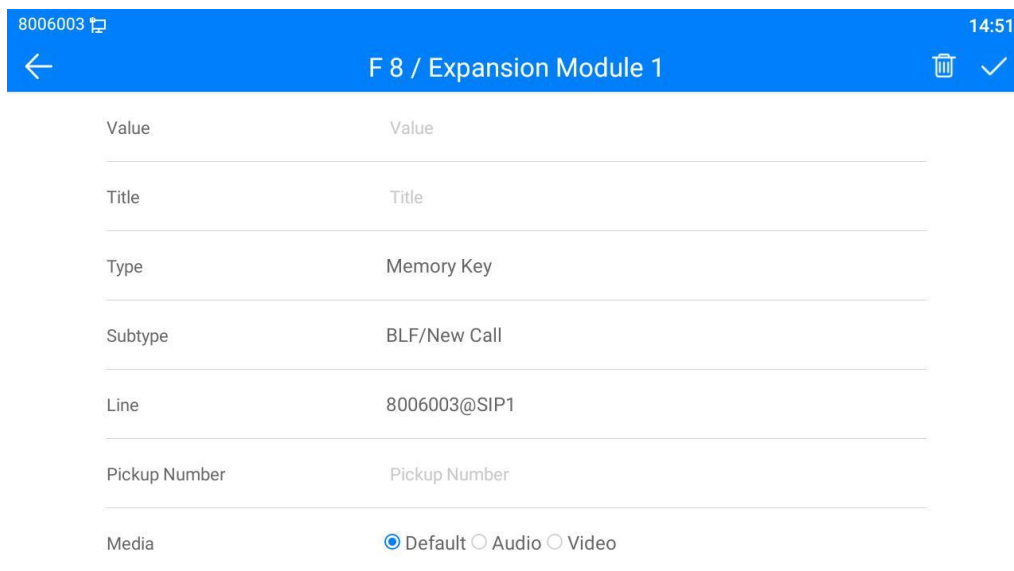 8006003 14:51
F 8 / Expansion Module 1
Value Value
Title Title
Type Memory Key
Subtype BLF/New Call
Line 8006003@SIP1
Pickup Number Pickup Number
Media Default Audio Video